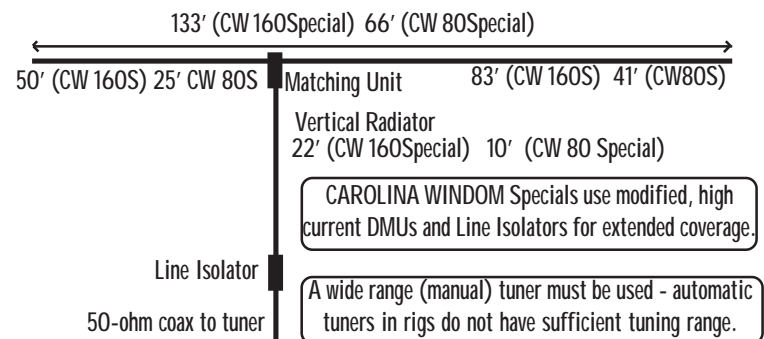 133' (CW 160Special) 66' (CW 80Special)
50' (CW 160S) 25' CW 80S
Matching Unit
83' (CW 160S) 41' (CW80S)
Vertical Radiator
22' (CW 160Special) 10' (CW 80 Special)
CAROLINA WINDOM Specials use modified, high
current DMUs and Line Isolators for extended coverage.
Line Isolator
A wide range (manual) tuner must be used - automatic
tuners in rigs do not have sufficient tuning range.
50-ohm coax to tuner